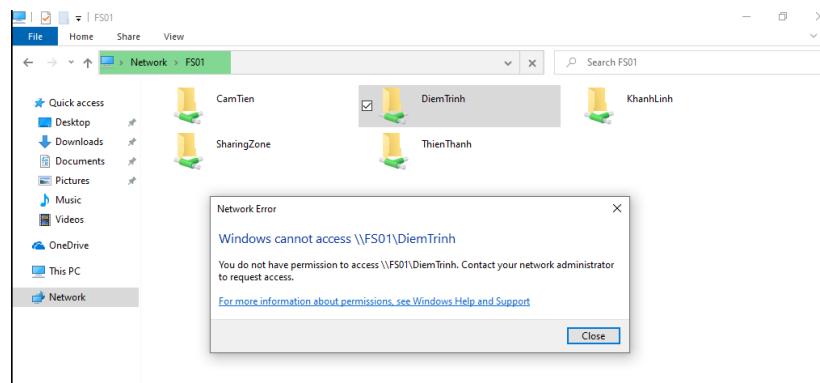 FS01
File Home Share View
Network FS01 Search FS01
Quick access
Desktop
Downloads
Documents
Pictures
Music
Videos
OneDrive
This PC
Network
CamTien DiemTrinh KhanhLinh
SharingZone ThienThanh
Network Error
Windows cannot access \\FS01\DiemTrinh
You do not have permission to access \\FS01\DiemTrinh. Contact your network administrator
to request access.
For more information about permissions, see Windows Help and Support
Close